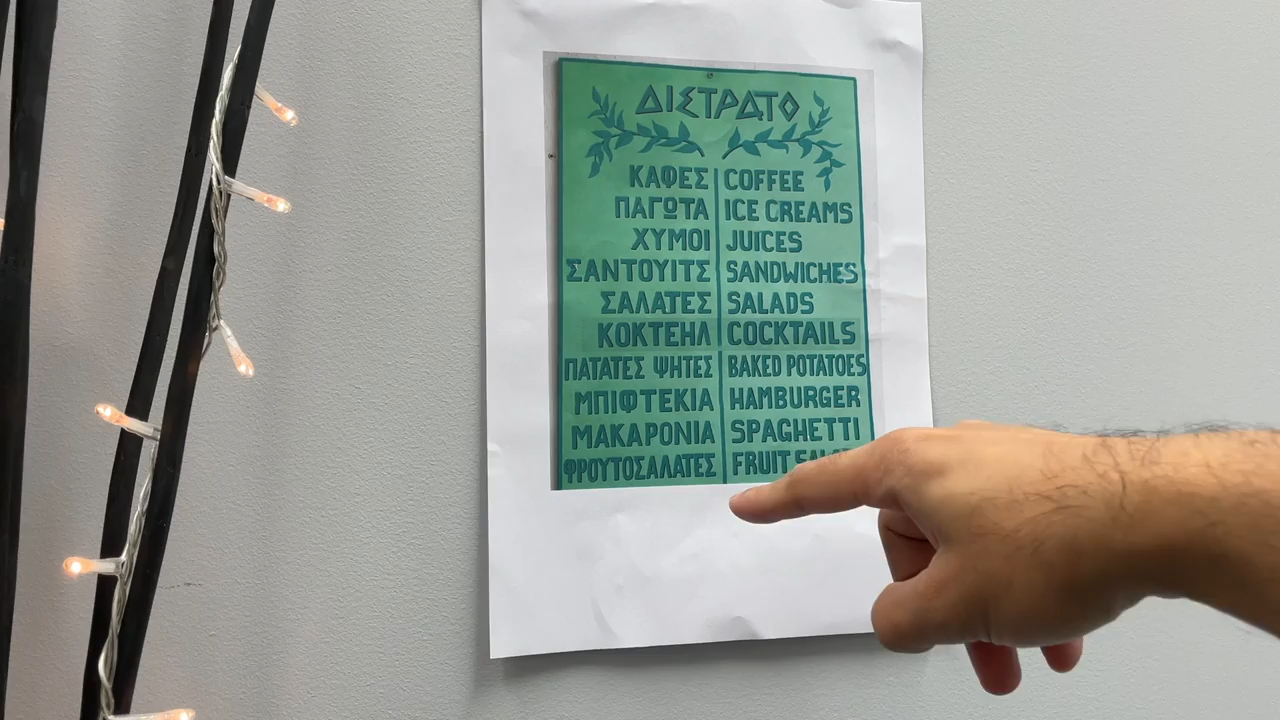 ΔΙΣΤΡΑΤΟ
ΚΑΦΕΣ COFFEE
ΠΑΓΩΤΑ ICE CREAMS
ΧΥΜΟΙ JUICES
ΣΑΝΤΟΥΙΤΣ SANDWICHES
ΣΑΛΑΤΕΣ SALADS
ΚΟΚΤΕΗΛ COCKTAILS
ΠΑΤΑΤΕΣ ΨΗΤΕΣ BAKED POTATOES
ΜΠΙΦΤΕΚΙΑ HAMBURGER
ΜΑΚΑΡΟΝΙΑ SPAGHETTI
ΦΡΟΥΤΟΣΑΛΑΤΕΣ FRUIT